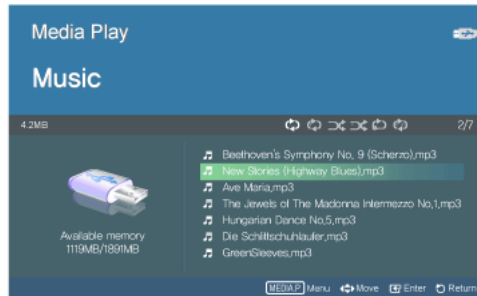 Media Play
Music
4.2MB
2/7
Beethoven's Symphony No. 9 (Scherzo).mp3
New Stories (Highway Blues).mp3
Ave Maria.mp3
The Jewels of The Madonna Intermezzo No.1.mp3
Hungarian Dance No.5.mp3
Die Schlittschuhlaufer.mp3
GreenSleeves.mp3
Available memory
1119MB/1891MB
MEDIA.P Menu Move Enter Return